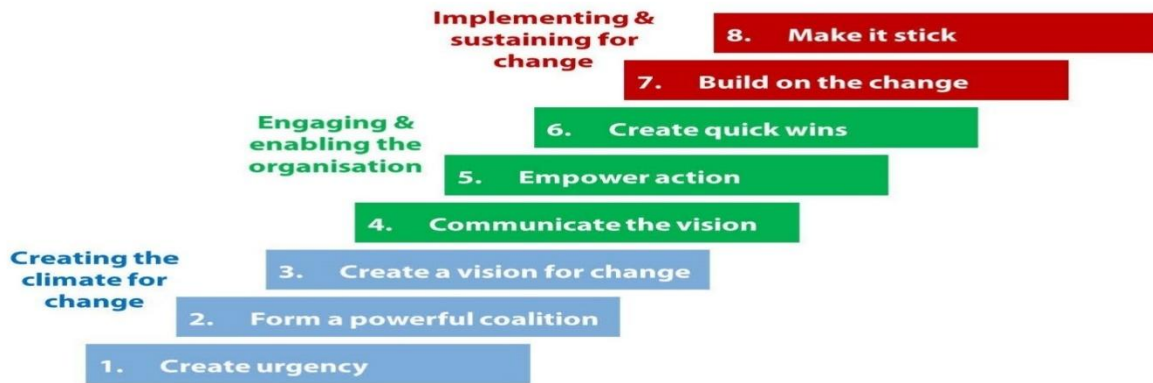 Implementing &
sustaining for
change
8. Make it stick
7. Build on the change
Engaging &
enabling the
organisation
6. Create quick wins
5. Empower action
4. Communicate the vision
Creating the
climate for
change
3. Create a vision for change
2. Form a powerful coalition
1. Create urgency